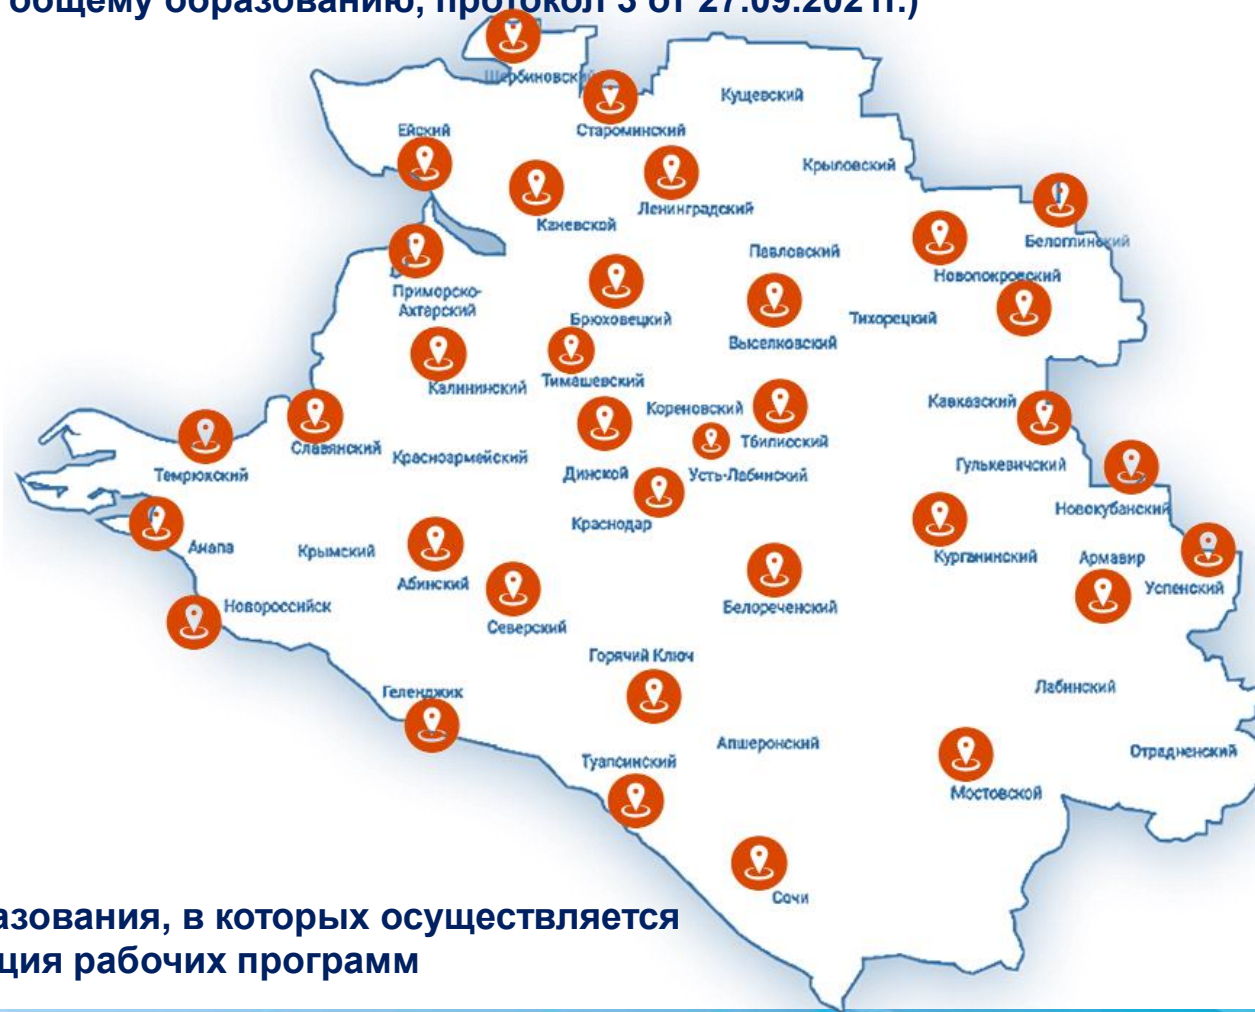 общему образованию, протокол 3 от 27.09.2021г.)
Щербиновский
Кущевский
Ейский
Староминский
Крыловский
Ленинградский
Каневской
Белоглинский
Павловский
Новопокровский
Приморско-
Ахтарский
Брюховецкий
Тихорецкий
Выселковский
Калининский
Тимашевский
Кореновский
Кавказский
Тбилисский
Славянский
Красноармейский
Темрюкский
Динской
Усть-Лабинский
Гулькевичский
Новокубанский
Краснодар
Анапа
Крымский
Абинский
Курганинский
Армавир
Успенский
Новороссийск
Северский
Белореченский
Горячий Ключ
Геленджик
Лабинский
Апшеронский
Отрадненский
Туапсинский
Мостовской
Сочи
азования, в которых осуществляется
ция рабочих программ